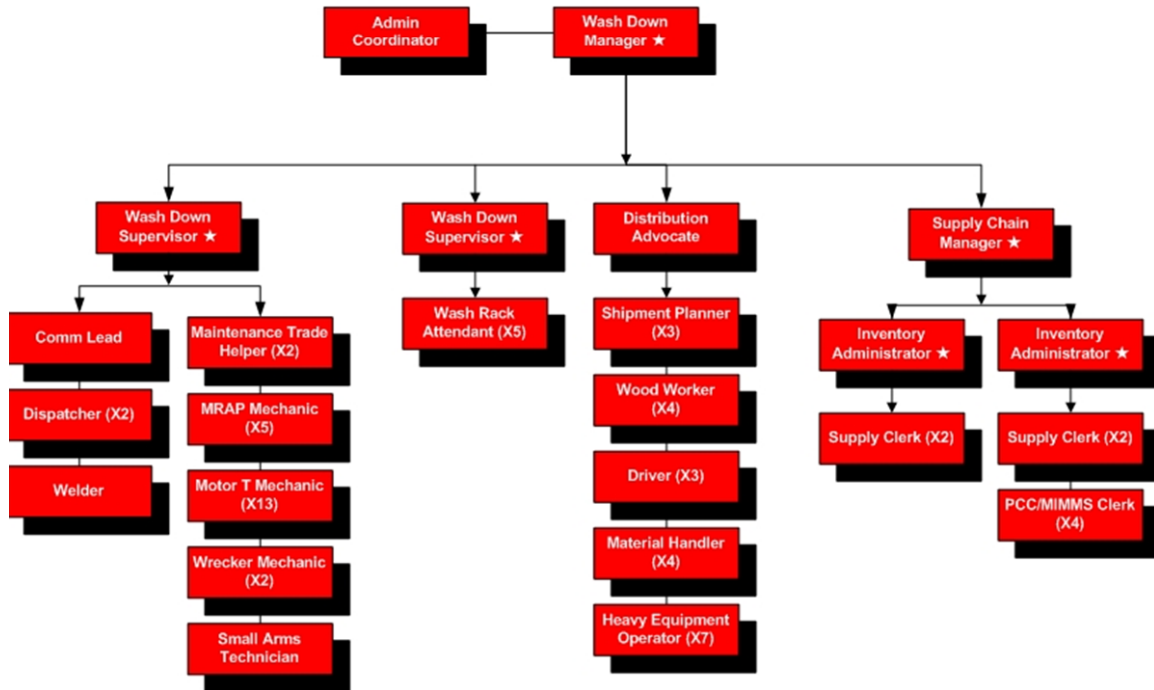 Admin
Coordinator
Wash Down
Manager ★
Wash Down
Supervisor ★
Wash Down
Supervisor ★
Distribution
Advocate
Supply Chain
Manager ★
Comm Lead
Dispatcher (X2)
Welder
Maintenance Trade
Helper (X2)
MRAP Mechanic
(X5)
Motor T Mechanic
(X13)
Wrecker Mechanic
(X2)
Small Arms
Technician
Wash Rack
Attendant (X5)
Shipment Planner
(X3)
Wood Worker
(X4)
Driver (X3)
Material Handler
(X4)
Heavy Equipment
Operator (X7)
Inventory
Administrator ★
Supply Clerk (X2)
Inventory
Administrator ★
Supply Clerk (X2)
PCC/MIMMS Clerk
(X4)